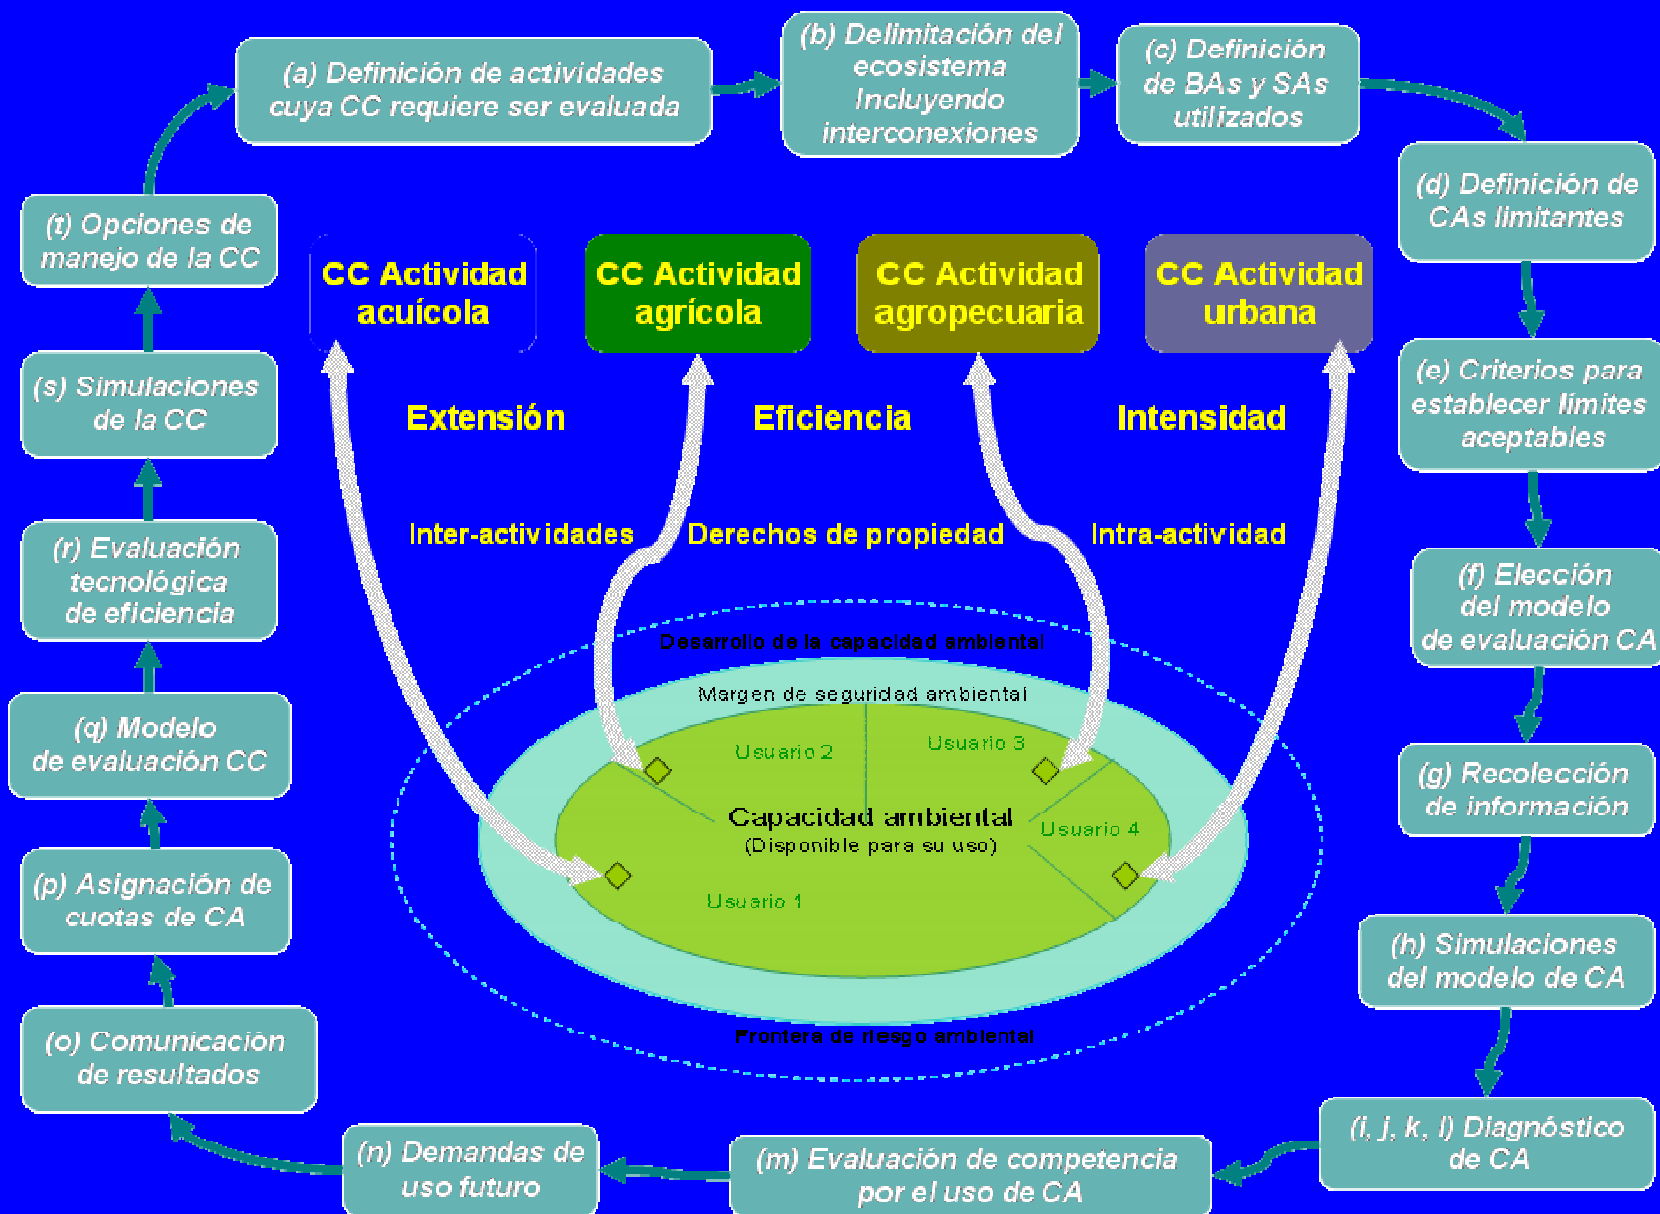 (a) Definición de actividades
cuya CC requiere ser evaluada
(b) Delimitación del
ecosistema
Incluyendo
interconexiones
(c) Definición
de BAs y SAs
utilizados
(d) Definición de
CAs limitantes
(e) Criterios para
establecer límites
aceptables
(f) Elección
del modelo
de evaluación CA
(g) Recolección
de información
(h) Simulaciones
del modelo de CA
(i, j, k, l) Diagnóstico
de CA
(m) Evaluación de competencia
por el uso de CA
(n) Demandas de
uso futuro
(o) Comunicación
de resultados
(p) Asignación de
cuotas de CA
(q) Modelo
de evaluación CC
(r) Evaluación
tecnológica
de eficiencia
(s) Simulaciones
de la CC
(t) Opciones de
manejo de la CC
CC Actividad
acuícola
CC Actividad
agrícola
CC Actividad
agropecuaria
CC Actividad
urbana
Extensión
Eficiencia
Intensidad
Inter-actividades
Derechos de propiedad
Intra-actividad
Desarrollo de la capacidad ambiental
Margen de seguridad ambiental
Usuario 2
Usuario 3
Capacidad ambiental
(Disponible para su uso)
Usuario 4
Usuario 1
Frontera de riesgo ambiental